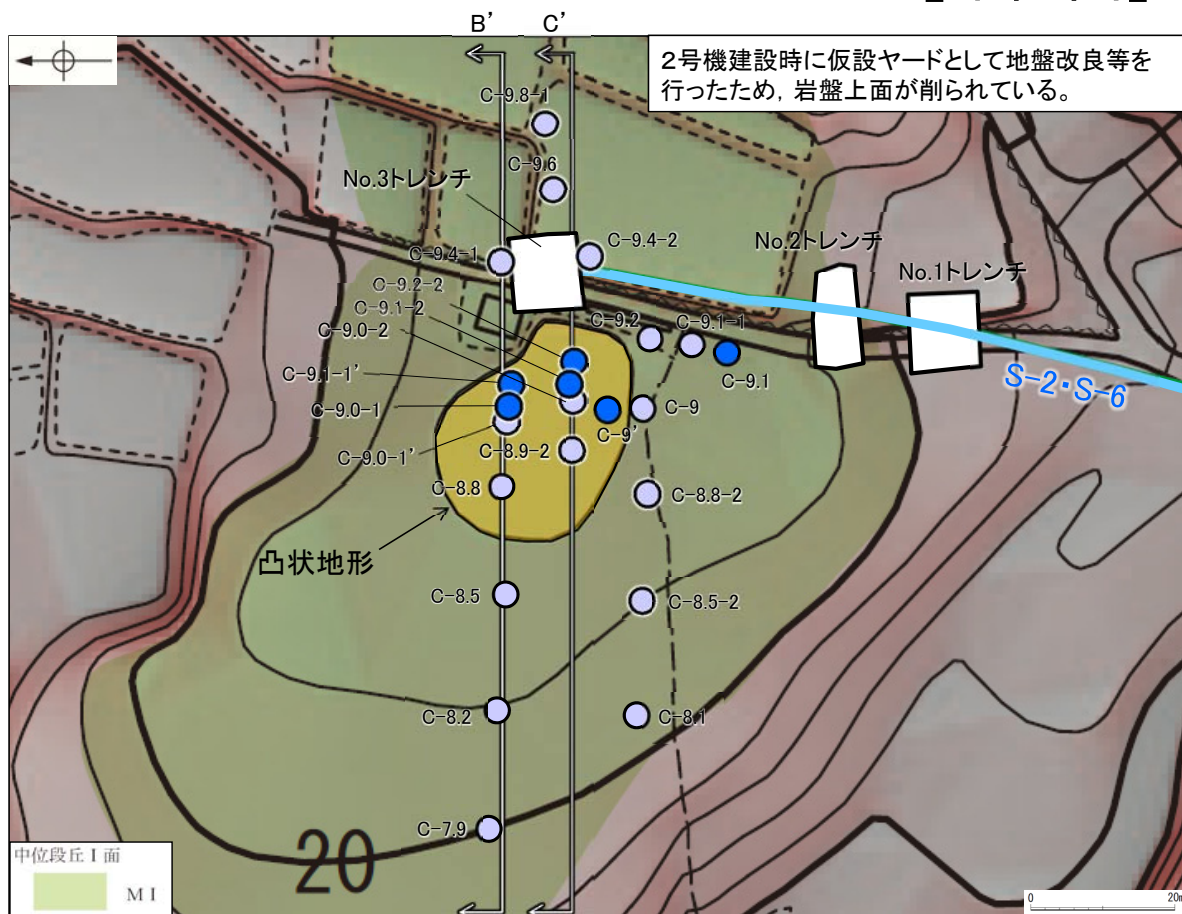 B’ C’
2号機建設時に仮設ヤードとして地盤改良等を
行ったため，岩盤上面が削られている。
C-9.8-1
C-9.6
No.3トレンチ
C-9.4-1
C-9.4-2
No.2トレンチ
No.1トレンチ
C-9.2-2
C-9.1-2
C-9.0-2
C-9.2
C-9.1-1
C-9.1
C-9.1-1’
C-9.0-1
C-9
C-9’
S-2・S-6
C-9.0-1’
C-8.9-2
C-8.8
C-8.8-2
凸状地形
C-8.5
C-8.5-2
C-8.2
C-8.1
C-7.9
20
中位段丘Ⅰ面
MⅠ
0 20m